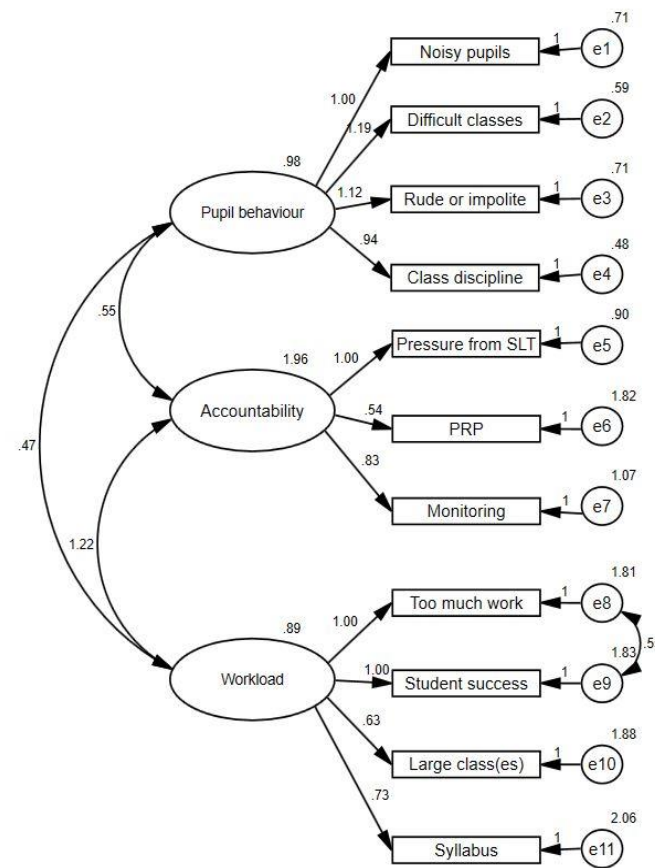 .71
1
e1
Noisy pupils
1.00
.59
1
e2
Difficult classes
1.19
.98
.71
1
e3
Rude or impolite
1.12
Pupil behaviour
.48
1
e4
Class discipline
.94
.55
.90
1
e5
Pressure from SLT
1.00
1.96
Accountability
1.82
1
e6
PRP
.54
.47
1.07
1
e7
Monitoring
.83
1.22
1.81
1
e8
Too much work
1.00
.89
.5
1.83
1
e9
Student success
1.00
Workload
1.88
1
e10
Large class(es)
.63
2.06
1
e11
Syllabus
.73